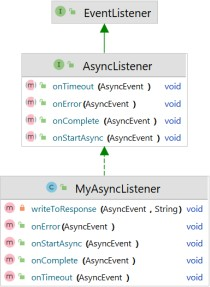 EventListener
AsyncListener
onTimeout (AsyncEvent ) void
onError (AsyncEvent ) void
onComplete (AsyncEvent ) void
onStartAsync (AsyncEvent ) void
MyAsyncListener
writeToResponse (AsyncEvent , String) void
onError (AsyncEvent ) void
onStartAsync (AsyncEvent ) void
onComplete (AsyncEvent ) void
onTimeout (AsyncEvent ) void